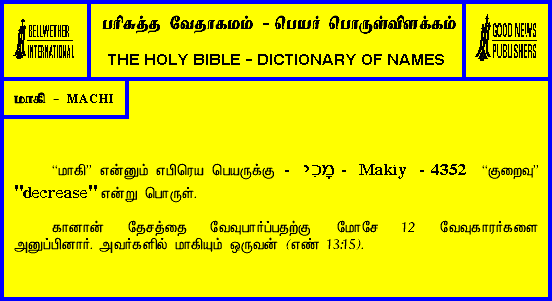 BELLWETHER
INTERNATIONAL
பரிசுத்த வேதாகமம் - பெயர் பொருள்விளக்கம்
THE HOLY BIBLE - DICTIONARY OF NAMES
GOOD NEWS
PUBLISHERS
மாகி - MACHI
“மாகி” என்னும் எபிரெய பெயருக்கு - מָכִי - Makiy - 4352 “குறைவு”
"decrease" என்று பொருள்.
கானான் தேசத்தை வேவுபார்ப்பதற்கு மோசே 12 வேவுகாரர்களை
அனுப்பினார். அவர்களில் மாகியும் ஒருவன் (எண் 13:15).